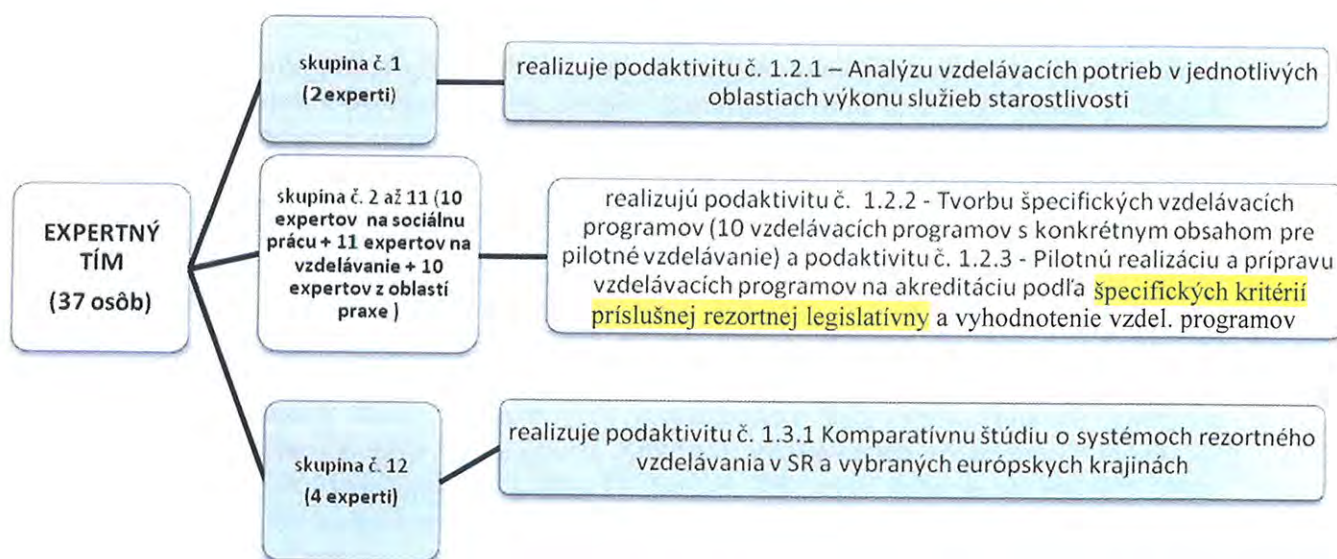 EXPERTNÝ
TÍM
(37 osôb)
skupina č. 1
(2 experti)
realizuje podaktivitu č. 1.2.1 – Analýzu vzdelávacích potrieb v jednotlivých
oblastiach výkonu služieb starostlivosti
skupina č. 2 až 11 (10
expertov na sociálnu
prácu + 11 expertov na
vzdelávanie + 10
expertov z oblastí
praxe )
realizujú podaktivitu č. 1.2.2 - Tvorbu špecifických vzdelávacích
programov (10 vzdelávacích programov s konkrétnym obsahom pre
pilotné vzdelávanie) a podaktivitu č. 1.2.3 - Pilotnú realizáciu a prípravu
vzdelávacích programov na akreditáciu podľa špecifických kritérií
príslušnej rezortnej legislatívny a vyhodnotenie vzdel. programov
skupina č. 12
(4 experti)
realizuje podaktivitu č. 1.3.1 Komparatívnu štúdiu o systémoch rezortného
vzdelávania v SR a vybraných európskych krajinách